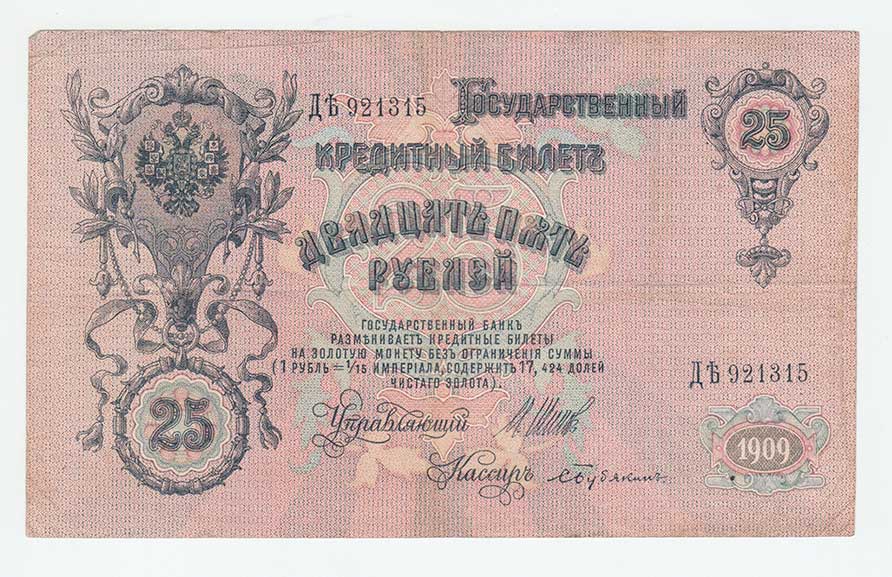 ДѢ 921315
Государственный
кредитный билетъ
двадцать пять
рублей
25
ГОСУДАРСТВЕННЫЙ БАНКЪ
РАЗМѢНИВАЕТЪ КРЕДИТНЫЕ БИЛЕТЫ
НА ЗОЛОТУЮ МОНЕТУ БЕЗЪ ОГРАНИЧЕНІЯ СУММЫ
(1 РУБЛЬ = 1/15 ИМПЕРІАЛА, СОДЕРЖИТЪ 17, 424 ДОЛЕЙ
ЧИСТАГО ЗОЛОТА).
ДѢ 921315
25
Управляющий
Кассиръ
1909